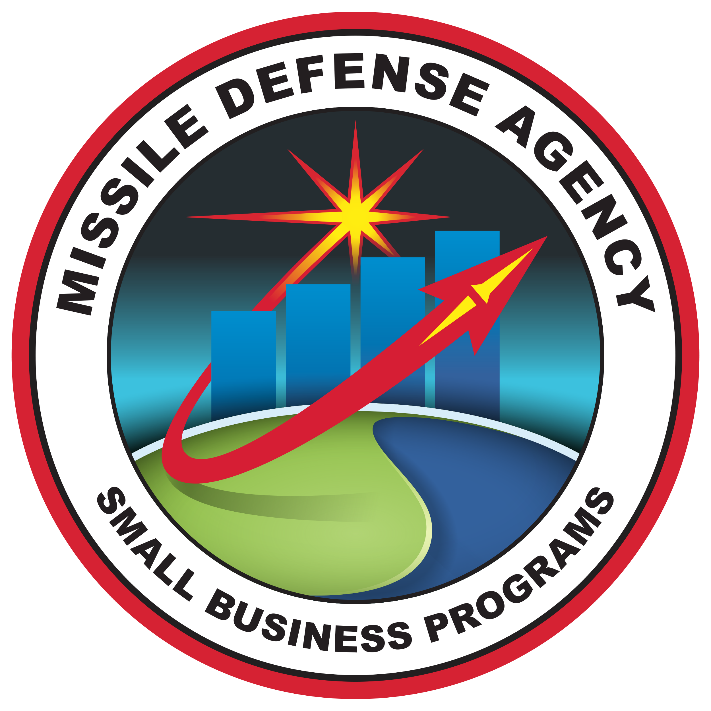 MISSILE DEFENSE AGENCY
SMALL BUSINESS PROGRAMS